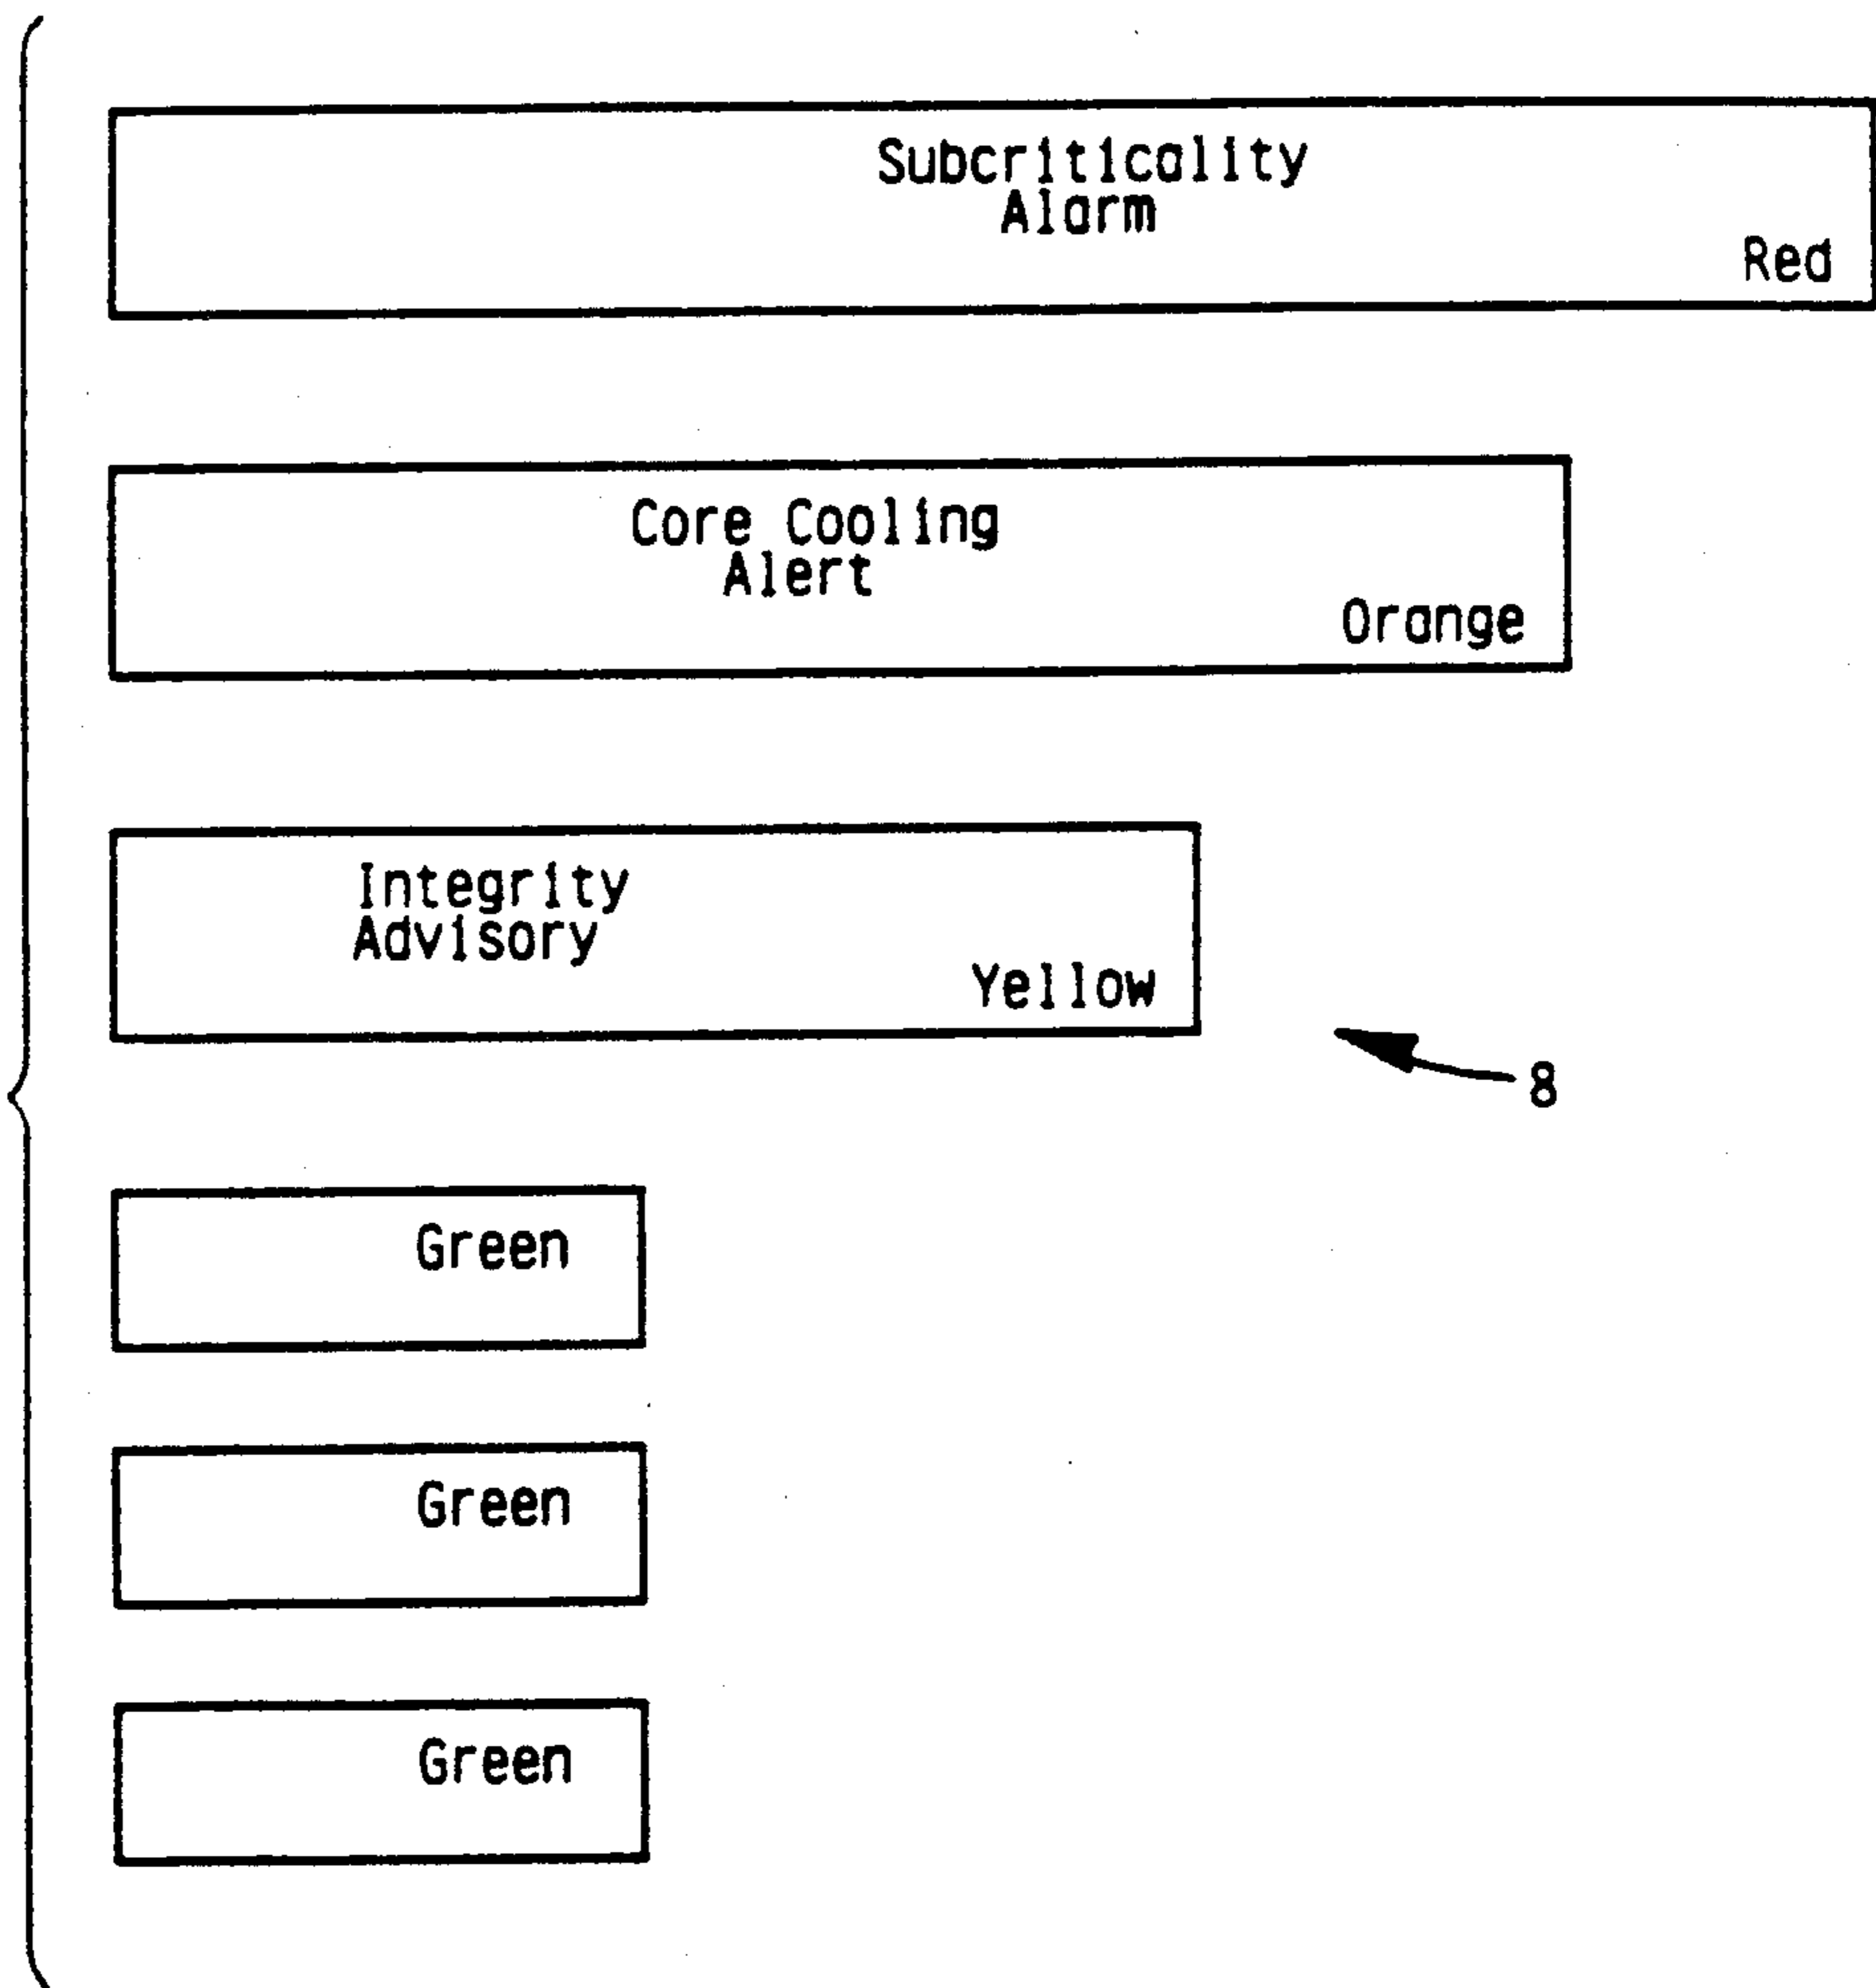 Subcriticality
Alarm
Red
Core Cooling
Alert
Orange
Integrity
Advisory
Yellow
8
Green
Green
Green